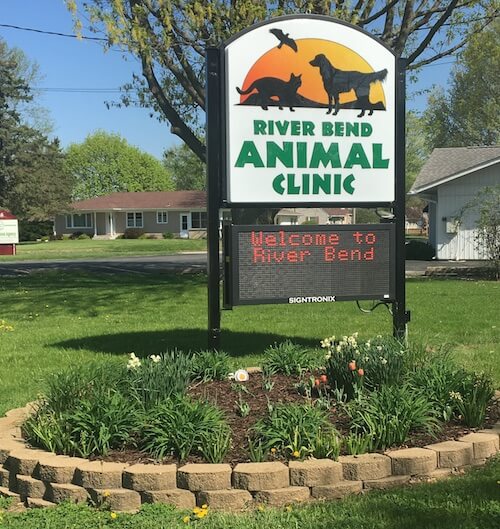 RIVER BEND
ANIMAL
CLINIC
Welcome to
River Bend
SIGNTRONIX